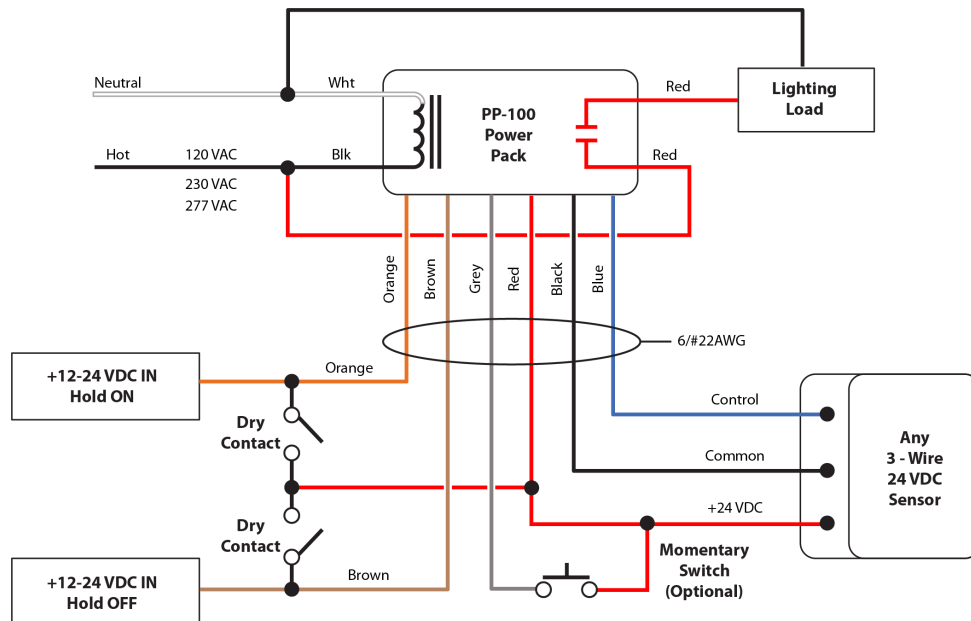 Neutral
Wht
Red
Lighting
Load
PP-100
Power
Pack
Hot
120 VAC
Blk
Red
230 VAC
277 VAC
Orange
Brown
Grey
Red
Black
Blue
6/#22AWG
+12-24 VDC IN
Hold ON
Orange
Dry
Contact
Control
Common
+24 VDC
Any
3 - Wire
24 VDC
Sensor
Dry
Contact
Momentary
Switch
(Optional)
+12-24 VDC IN
Hold OFF
Brown